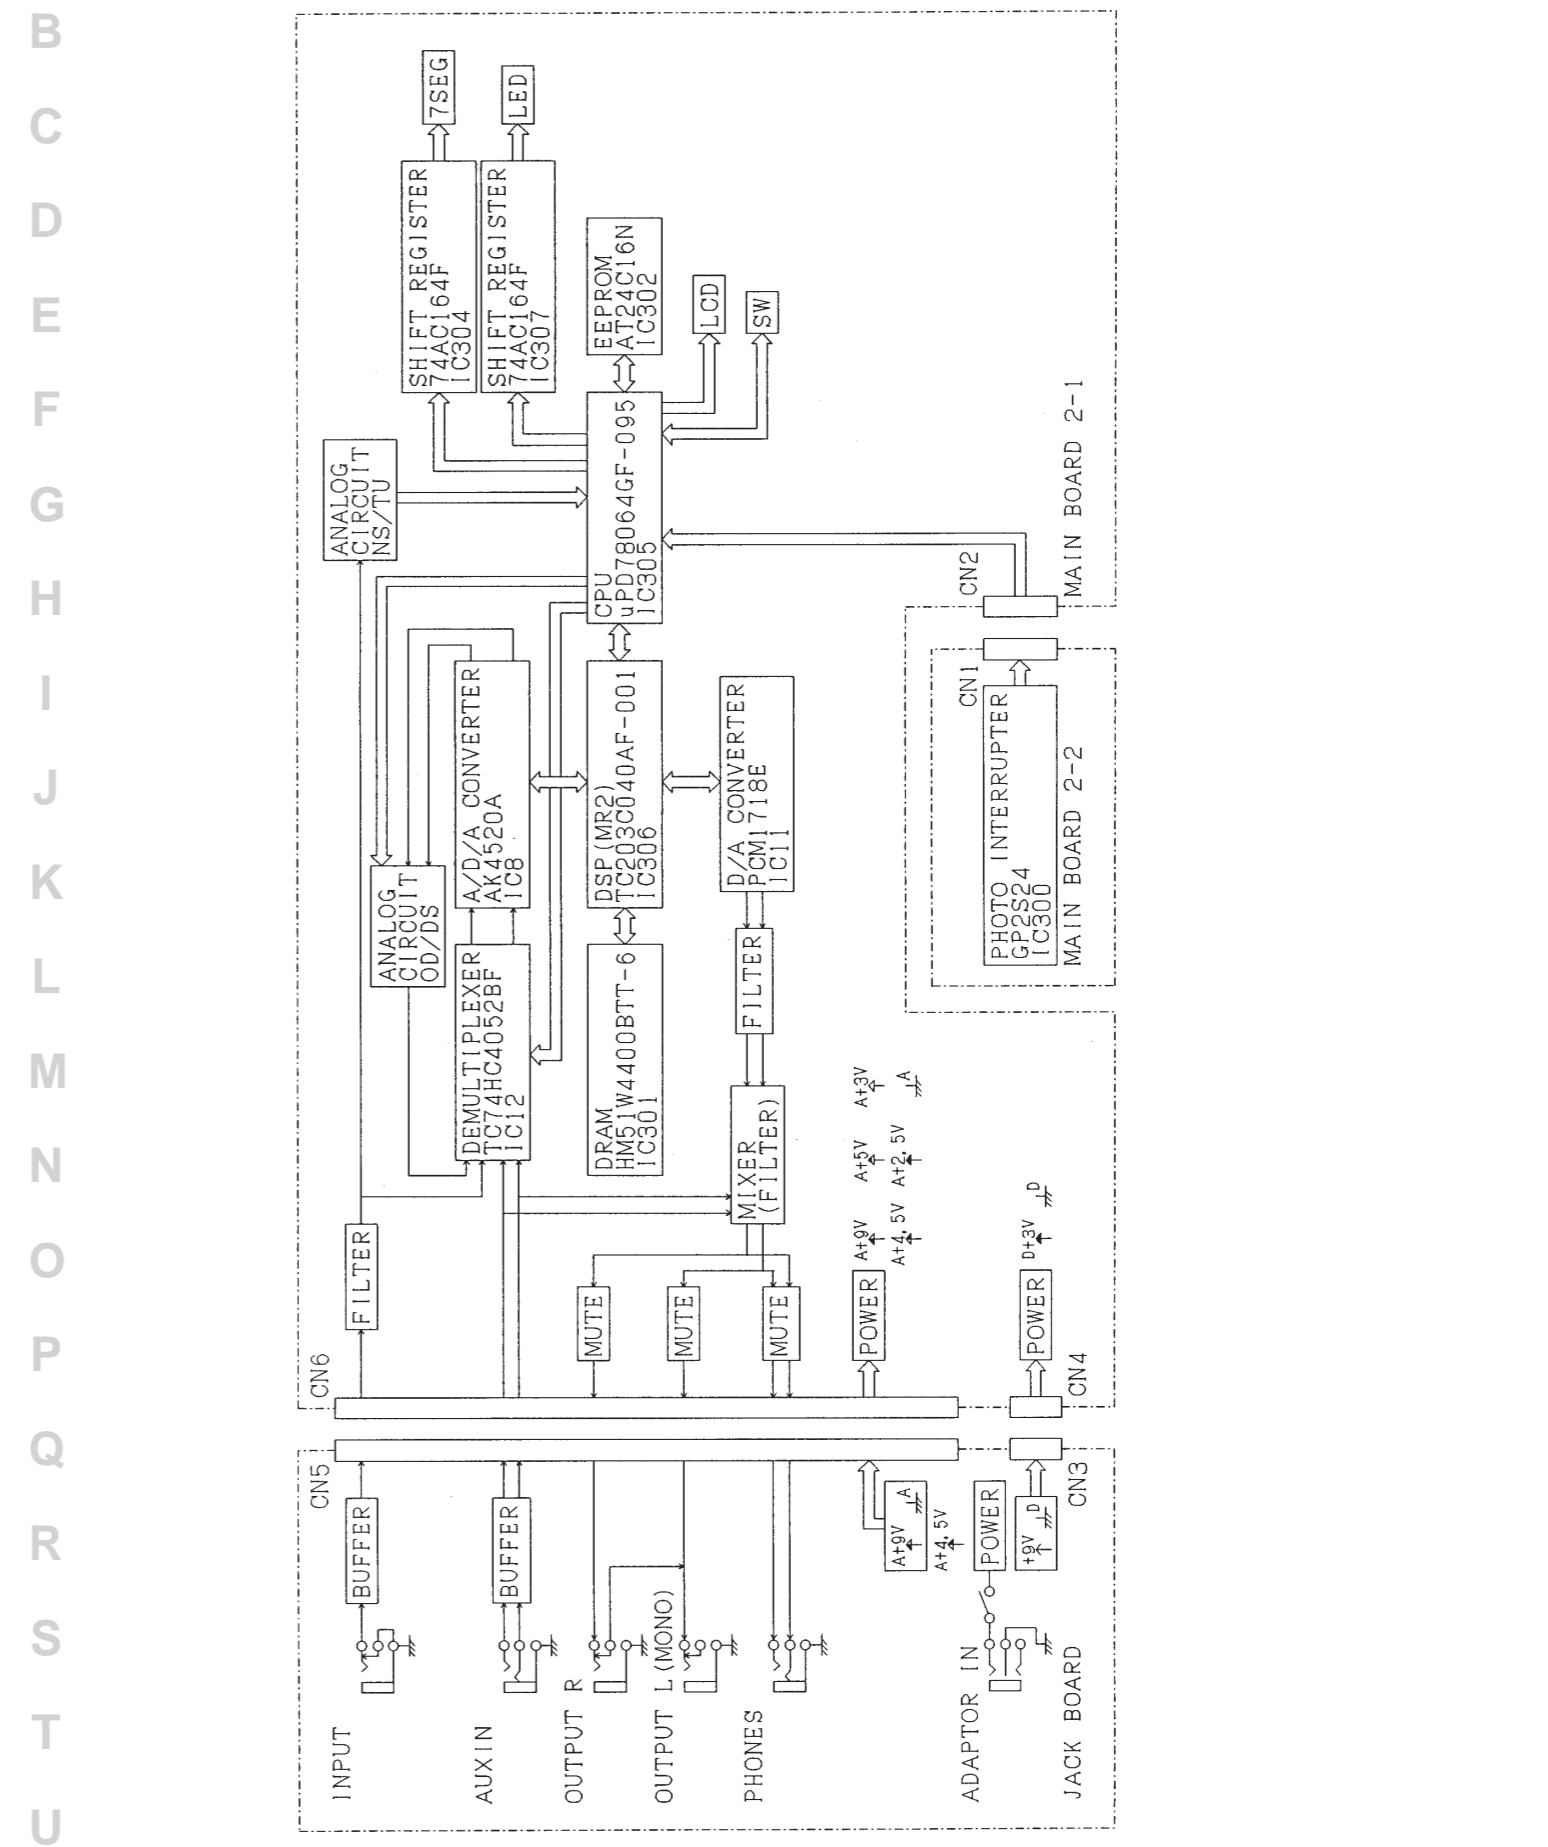 B
C
D
E
F
G
H
I
J
K
L
M
N
O
P
Q
R
S
T
U
INPUT
AUXIN
OUTPUT R
OUTPUT L(MONO)
PHONES
ADAPTOR IN
JACK BOARD
BUFFER
BUFFER
A+9V
A
A+4.5V
POWER
+9V
D
CN5
CN3
CN6
CN4
FILTER
MUTE
MUTE
MUTE
POWER
A+9V
A+4.5V
A+5V
A+2.5V
A+3V
A
POWER
D+3V
D
MIXER
(FILTER)
FILTER
D/A CONVERTER
PCM1718E
IC11
DEMULTIPLEXER
TC74HC4052BF
IC12
ANALOG
CIRCUIT
OD/DS
A/D/A CONVERTER
AK4520A
IC8
DRAM
HM51W4400BTT-6
IC301
DSP(MR2)
TC203C040AF-001
IC306
CPU
uPD78064GF-095
IC305
ANALOG
CIRCUIT
NS/TU
SHIFT REGISTER
74AC164F
IC304
7SEG
SHIFT REGISTER
74AC164F
IC307
LED
EEPROM
AT24C16N
IC302
LCD
SW
PHOTO INTERRUPTER
GP2S24
IC300
CN1
MAIN BOARD 2-2
CN2
MAIN BOARD 2-1